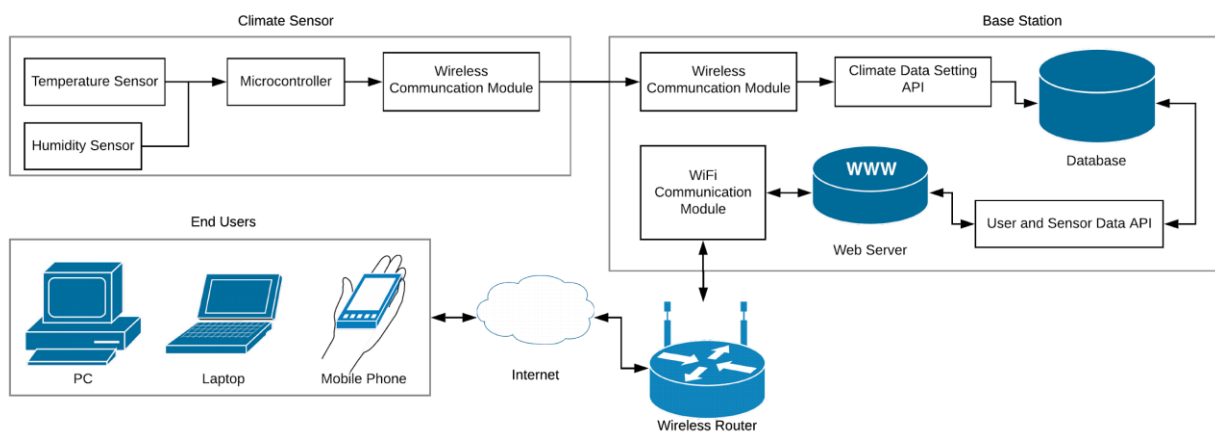 Climate Sensor
Base Station
Temperature Sensor
Humidity Sensor
Microcontroller
Wireless
Communcation Module
Wireless
Communcation Module
Climate Data Setting
API
Database
WiFi
Communication
Module
WWW
Web Server
User and Sensor Data API
End Users
PC
Laptop
Mobile Phone
Internet
Wireless Router